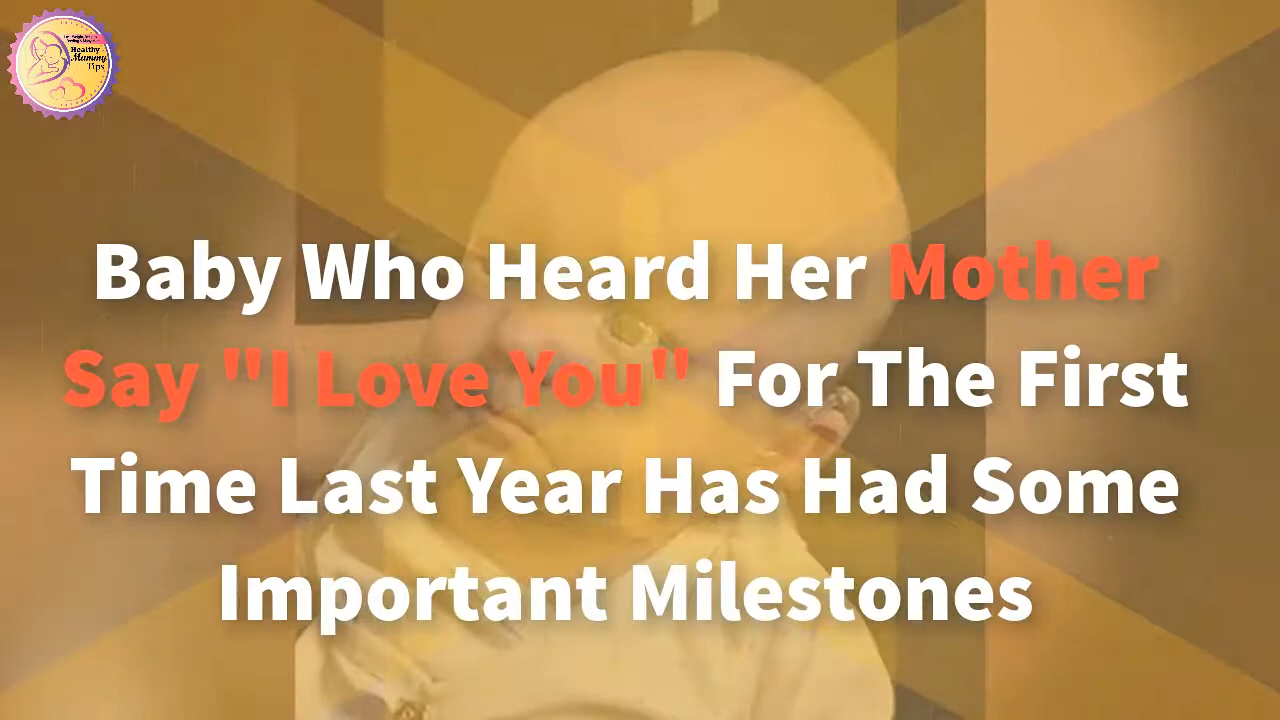 Healthy
Mummy
Tips
Baby Who Heard Her Mother
Say "I Love You" For The First
Time Last Year Has Had Some
Important Milestones